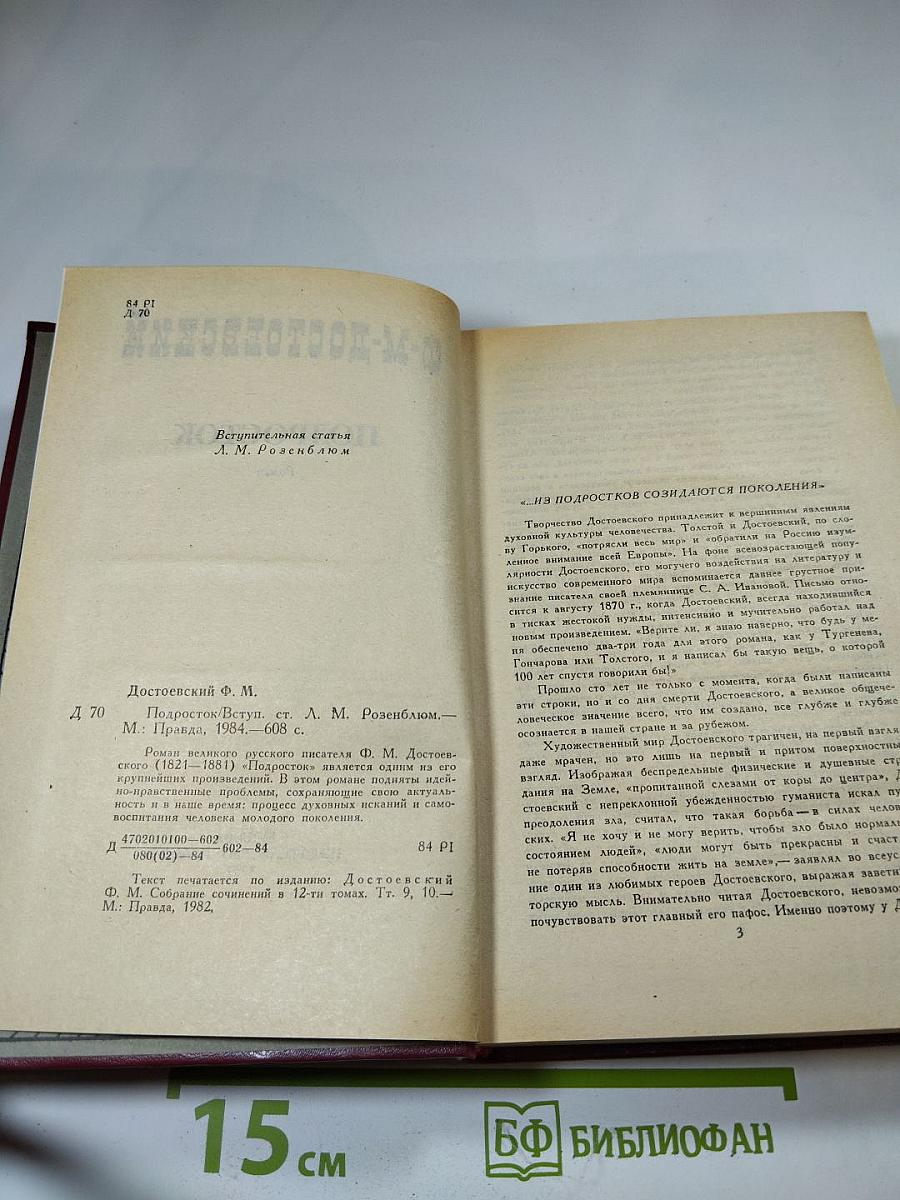 84 PI
Д 70
Ф·М·ДОСТОЕВСКИЙ
ПОДРОСТОК
Вступительная статья
Л. М. Розенблюм
Достоевский Ф. М.
Д 70 Подросток/Вступ. ст. Л. М. Розенблюм.—
М.: Правда, 1984.—608 с.
Роман великого русского писателя Ф. М. Достоев-
ского (1821—1881) «Подросток» является одним из его
крупнейших произведений. В этом романе подняты идей-
но-нравственные проблемы, сохраняющие свою актуаль-
ность и в наше время: процесс духовных исканий и само-
воспитания человека молодого поколения.
Д 4702010100—602 / 080(02)—84 602—84 84 PI
Текст печатается по изданию: Достоевский
Ф. М. Собрание сочинений в 12-ти томах. Тт. 9, 10.—
М.: Правда, 1982,
«...ИЗ ПОДРОСТКОВ СОЗИДАЮТСЯ ПОКОЛЕНИЯ»
Творчество Достоевского принадлежит к вершинным явлениям
духовной культуры человечества. Толстой и Достоевский, по сло-
ву Горького, «потрясли весь мир» и «обратили на Россию изум-
ленное внимание всей Европы». На фоне всевозрастающей попу-
лярности Достоевского, его могучего воздействия на литературу и
искусство современного мира вспоминается давнее грустное при-
знание писателя своей племяннице С. А. Ивановой. Письмо отно-
сится к августу 1870 г., когда Достоевский, всегда находившийся
в тисках жестокой нужды, интенсивно и мучительно работал над
новым произведением. «Верите ли, я знаю наверно, что будь у ме-
ня обеспечено два-три года для этого романа, как у Тургенева,
Гончарова или Толстого, и я написал бы такую вещь, о которой
100 лет спустя говорили бы!»
Прошло сто лет не только с момента, когда были написаны
эти строки, но и со дня смерти Достоевского, а великое общече-
ловеческое значение всего, что им создано, все глубже и глубже
осознается в нашей стране и за рубежом.
Художественный мир Достоевского трагичен, на первый взгля
даже мрачен, но это лишь на первый и притом поверхностны
взгляд. Изображая беспредельные физические и душевные стр
дания на Земле, «пропитанной слезами от коры до центра», Д
стоевский с непреклонной убежденностью гуманиста искал пу
преодоления зла, считал, что такая борьба — в силах челов
ских. «Я не хочу и не могу верить, чтобы зло было нормаль
состоянием людей», «люди могут быть прекрасны и счаст
не потеряв способности жить на земле»,— заявлял во всеус
ние один из любимых героев Достоевского, выражая заветн
торскую мысль. Внимательно читая Достоевского, невозмо
почувствовать этот главный его пафос. Именно поэтому у Д
3
15 см
БФ БИБЛИОФАН